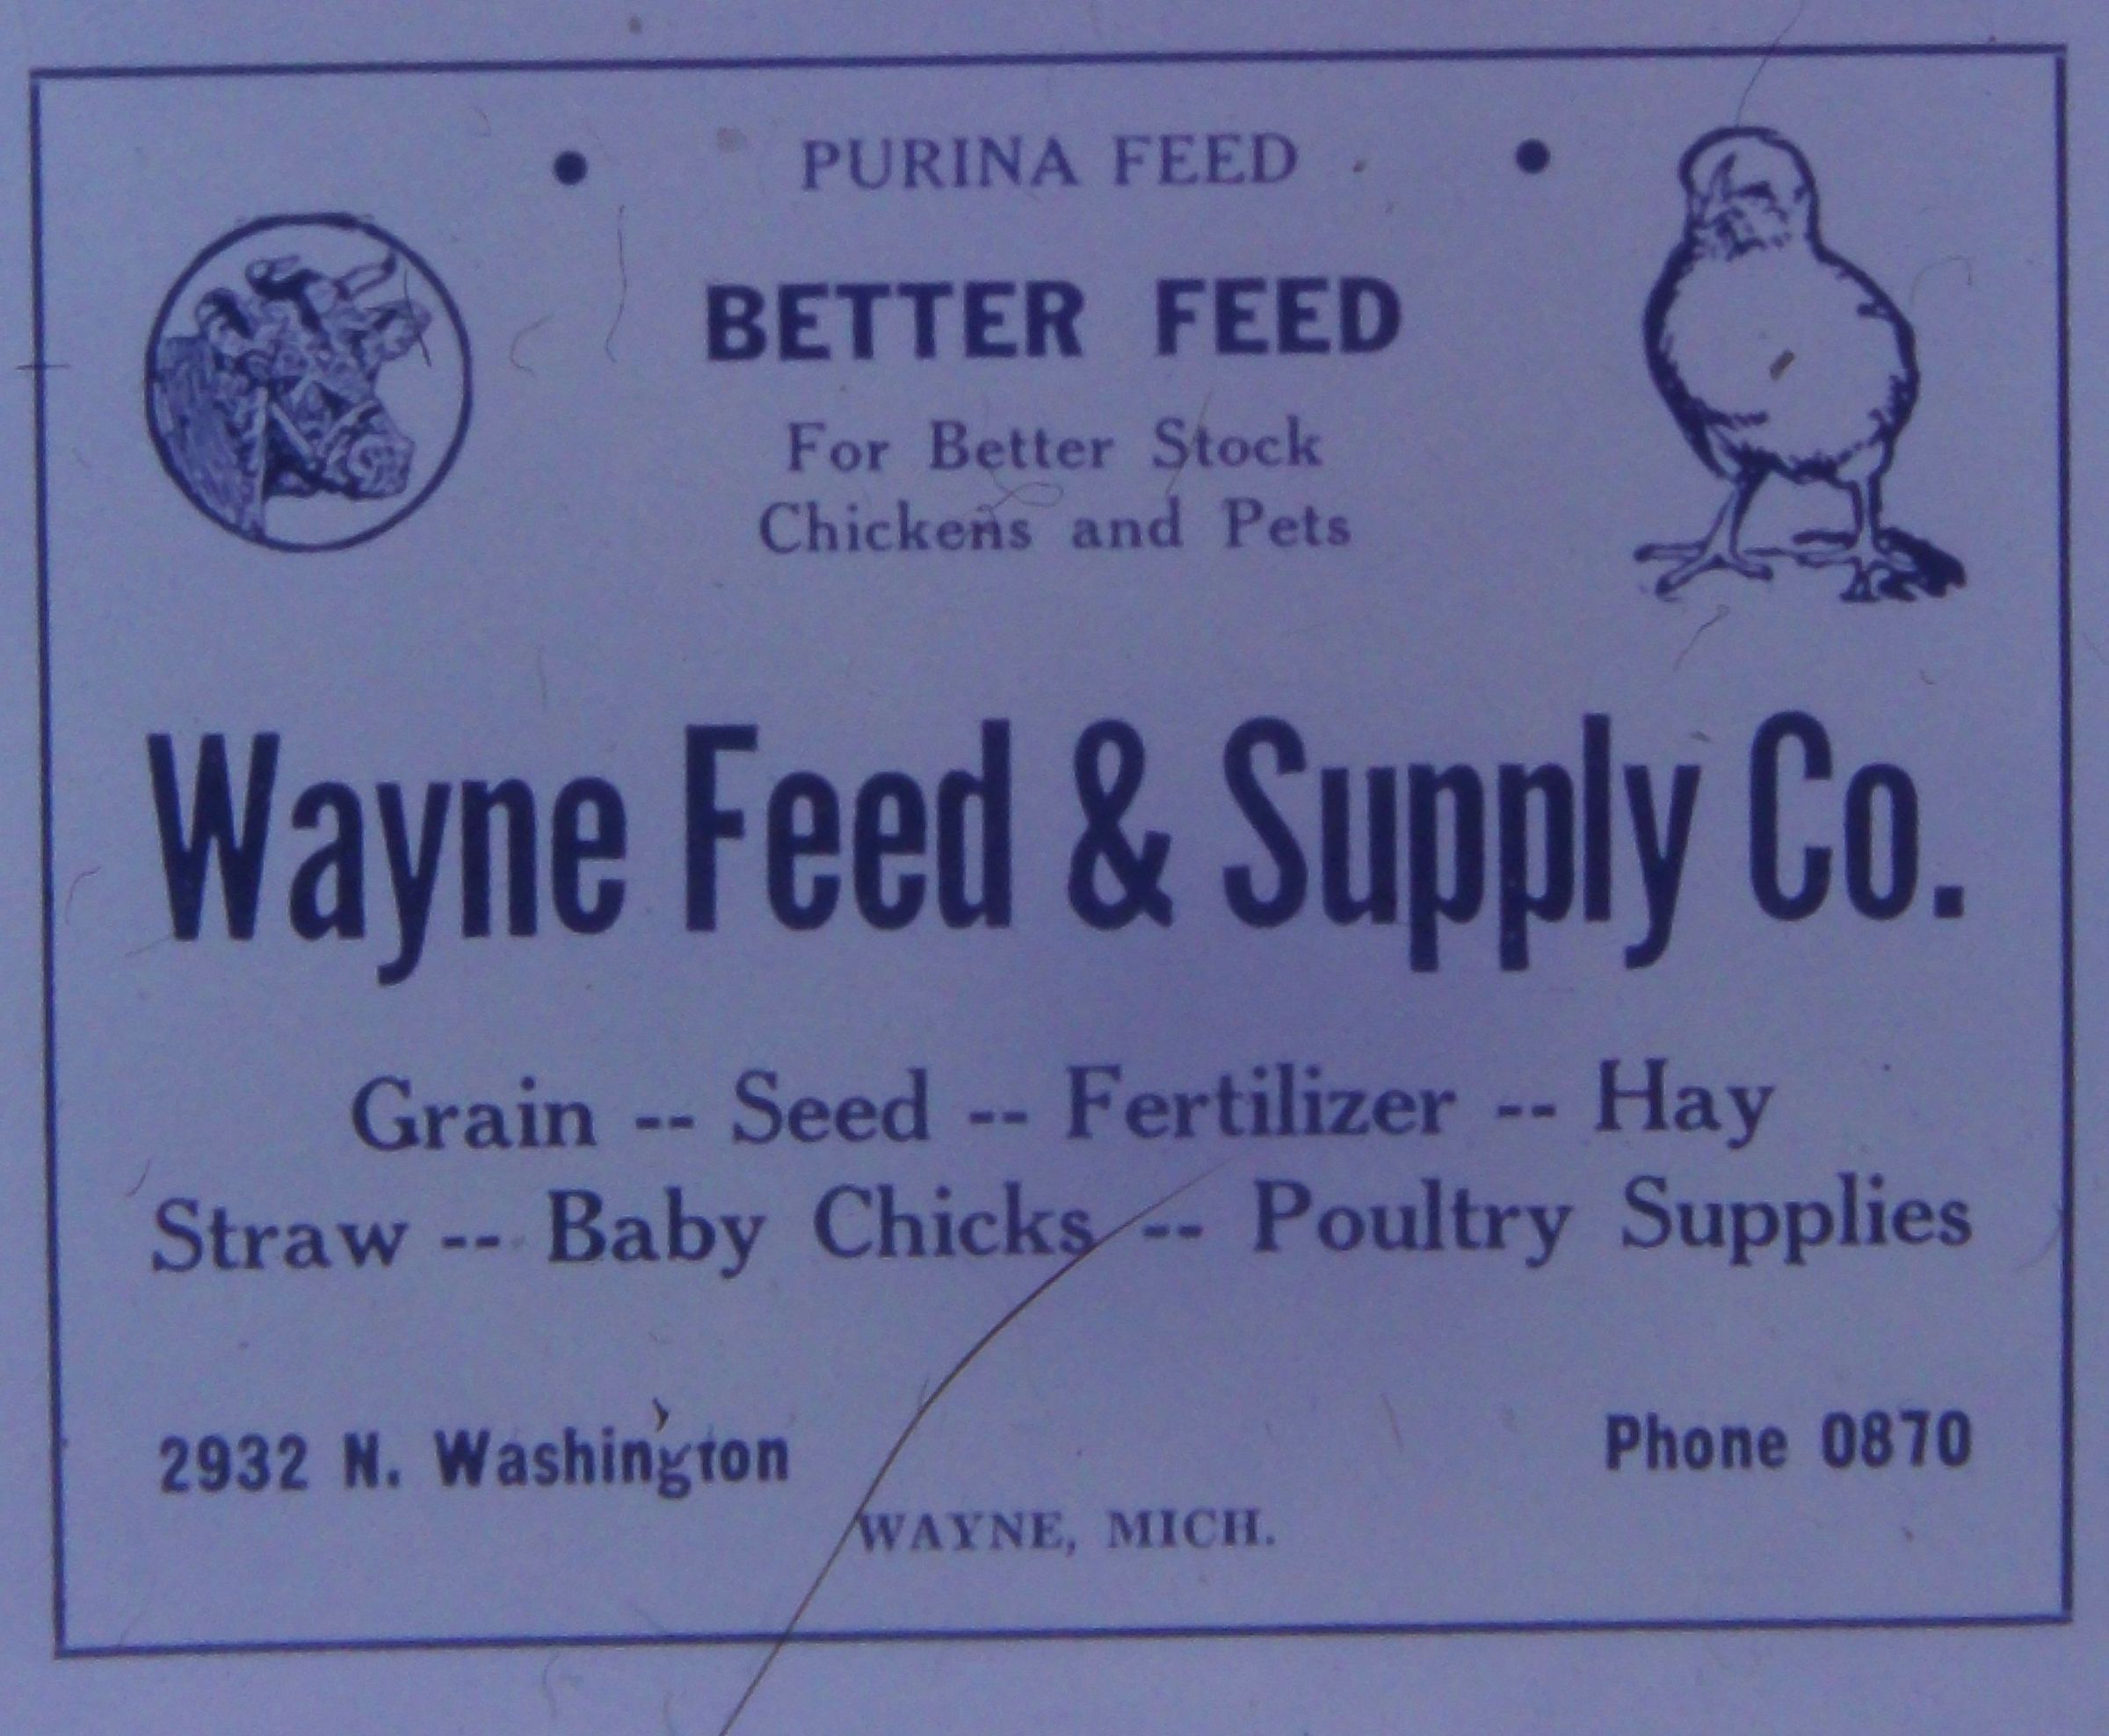 • PURINA FEED •
BETTER FEED
For Better Stock
Chickens and Pets
Wayne Feed & Supply Co.
Grain -- Seed -- Fertilizer -- Hay
Straw -- Baby Chicks -- Poultry Supplies
2932 N. Washington Phone 0870
WAYNE, MICH.